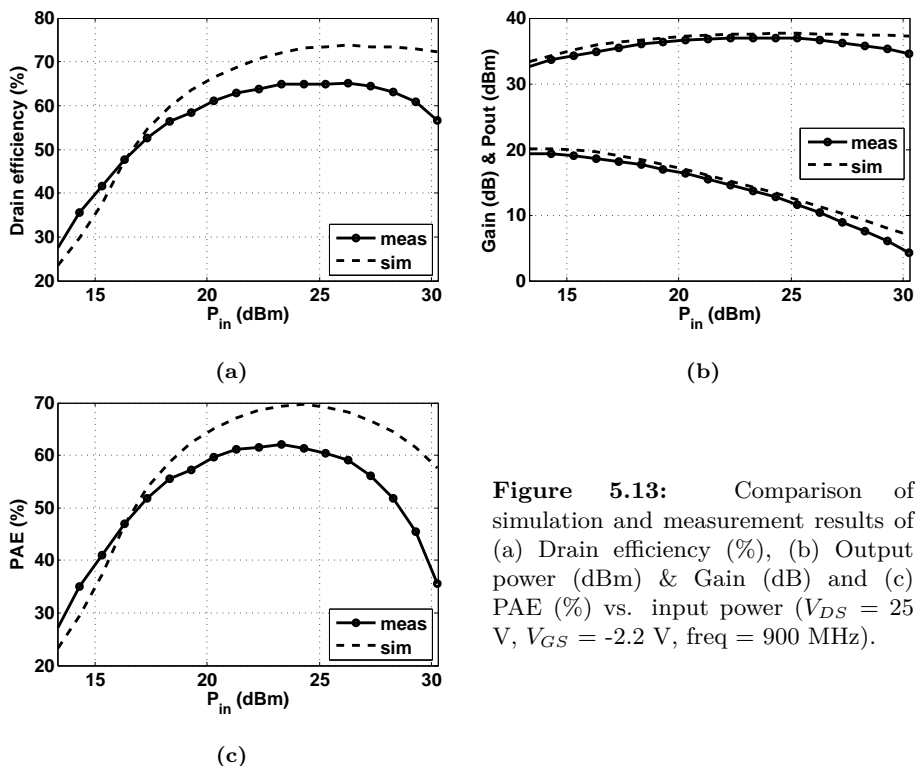 80
70
60
50
40
30
20
Drain efficiency (%)
meas
sim
15 20 25 30
P_in (dBm)
(a)
40
30
20
10
0
Gain (dB) & Pout (dBm)
meas
sim
15 20 25 30
P_in (dBm)
(b)
70
60
50
40
30
20
PAE (%)
meas
sim
15 20 25 30
P_in (dBm)
(c)
Figure 5.13: Comparison of
simulation and measurement results of
(a) Drain efficiency (%), (b) Output
power (dBm) & Gain (dB) and (c)
PAE (%) vs. input power (V_DS = 25
V, V_GS = -2.2 V, freq = 900 MHz).